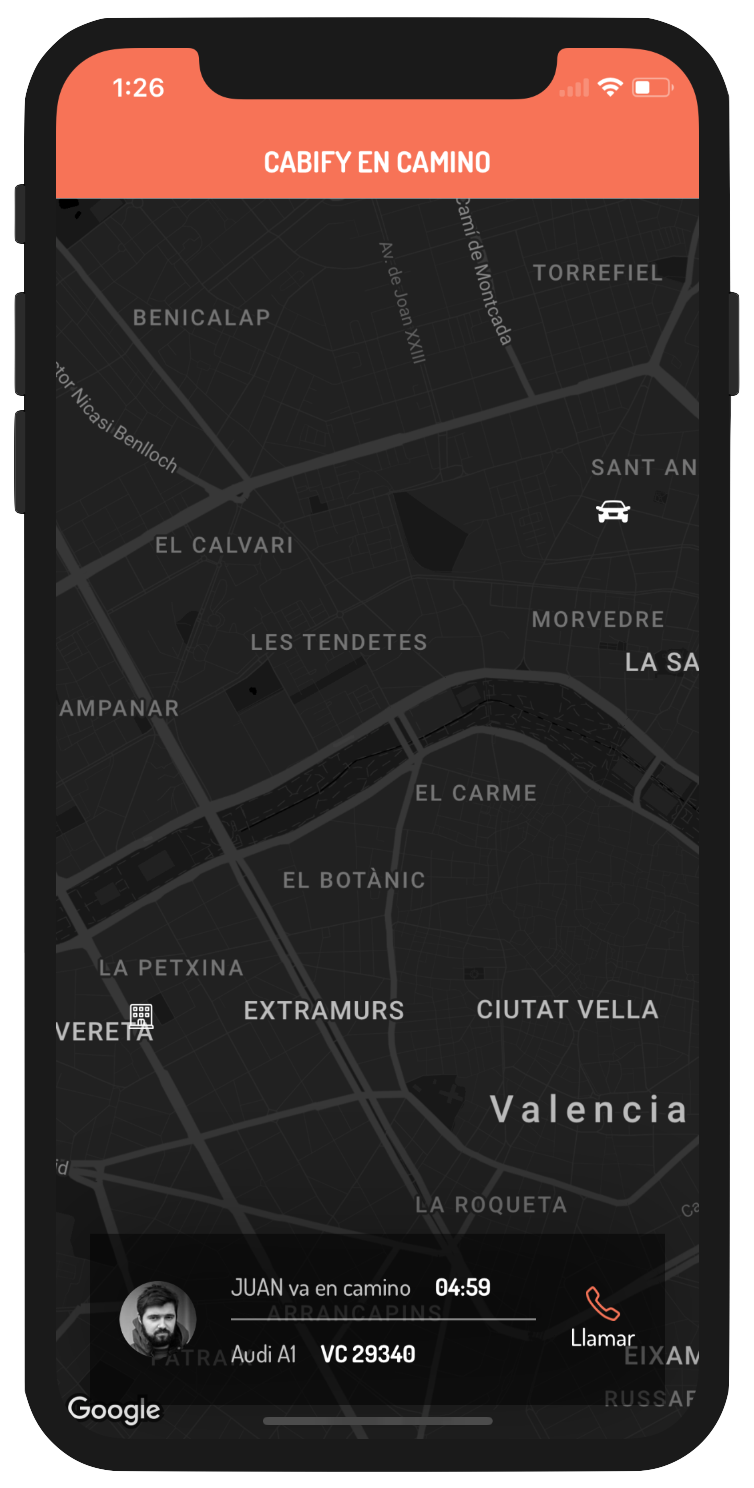 1:26
CABIFY EN CAMINO
Camí de Montcada
Av. de Joan XXIII
TORREFIEL
BENICALAP
tor Nicasi Benlloch
SANT AN
EL CALVARI
MORVEDRE
LES TENDETES
LA SA
AMPANAR
EL CARME
EL BOTÀNIC
LA PETXINA
EXTRAMURS
CIUTAT VELLA
VERETA
Valencia
id
LA ROQUETA
Ca
JUAN va en camino 04:59
ARRANCAPINS
Llamar
Audi A1 VC 29340
PATRA
EIXAM
RUSSAF
Google